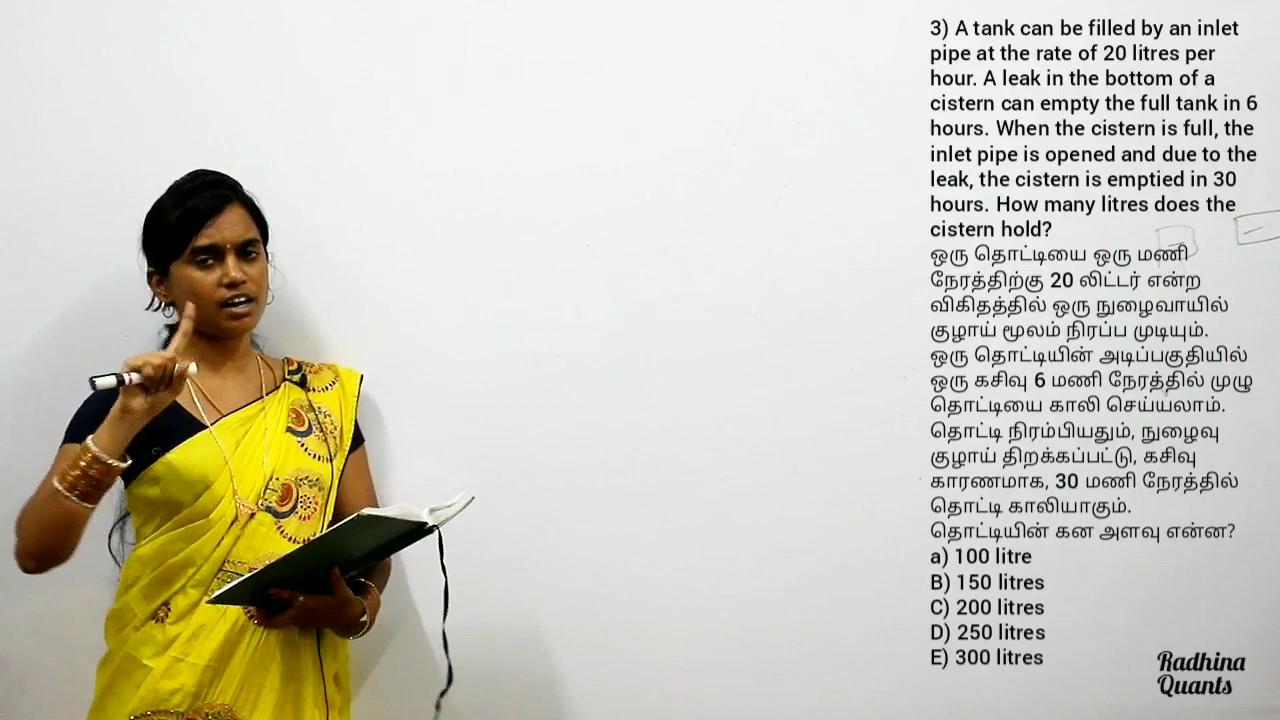 3) A tank can be filled by an inlet
pipe at the rate of 20 litres per
hour. A leak in the bottom of a
cistern can empty the full tank in 6
hours. When the cistern is full, the
inlet pipe is opened and due to the
leak, the cistern is emptied in 30
hours. How many litres does the
cistern hold?
ஒரு தொட்டியை ஒரு மணி
நேரத்திற்கு 20 லிட்டர் என்ற
விகிதத்தில் ஒரு நுழைவாயில்
குழாய் மூலம் நிரப்ப முடியும்.
ஒரு தொட்டியின் அடிப்பகுதியில்
ஒரு கசிவு 6 மணி நேரத்தில் முழு
தொட்டியை காலி செய்யலாம்.
தொட்டி நிரம்பியதும், நுழைவு
குழாய் திறக்கப்பட்டு, கசிவு
காரணமாக, 30 மணி நேரத்தில்
தொட்டி காலியாகும்.
தொட்டியின் கன அளவு என்ன?
a) 100 litre
B) 150 litres
C) 200 litres
D) 250 litres
E) 300 litres
Radhina
Quants